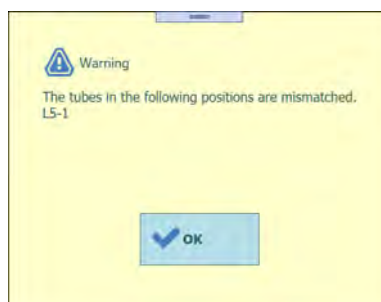 Warning
The tubes in the following positions are mismatched.
L5-1
OK